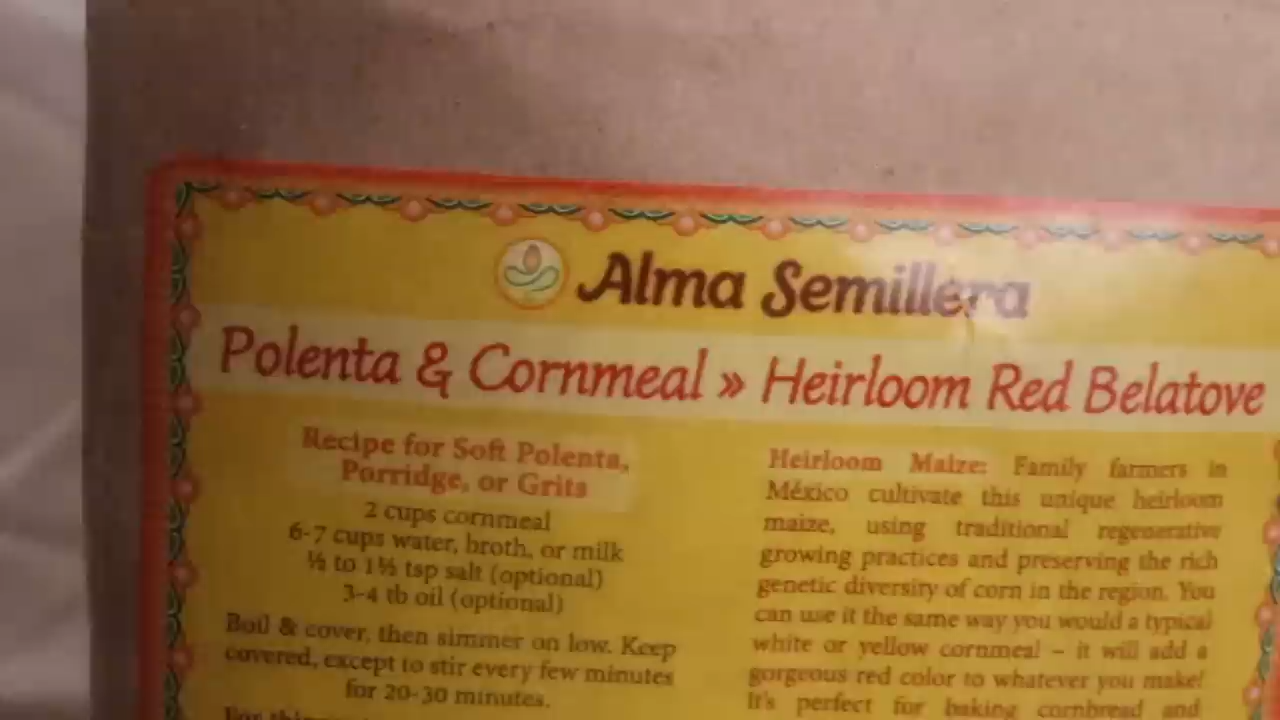 Alma Semillera
Polenta & Cornmeal » Heirloom Red Belatove
Recipe for Soft Polenta,
Porridge, or Grits
2 cups cornmeal
6-7 cups water, broth, or milk
½ to 1½ tsp salt (optional)
3-4 tb oil (optional)
Boil & cover, then simmer on low. Keep
covered, except to stir every few minutes
for 20-30 minutes.
Heirloom Maize: Family farmers in
México cultivate this unique heirloom
maize, using traditional regenerative
growing practices and preserving the rich
genetic diversity of corn in the region. You
can use it the same way you would a typical
white or yellow cornmeal – it will add a
gorgeous red color to whatever you make!
It's perfect for baking cornbread and